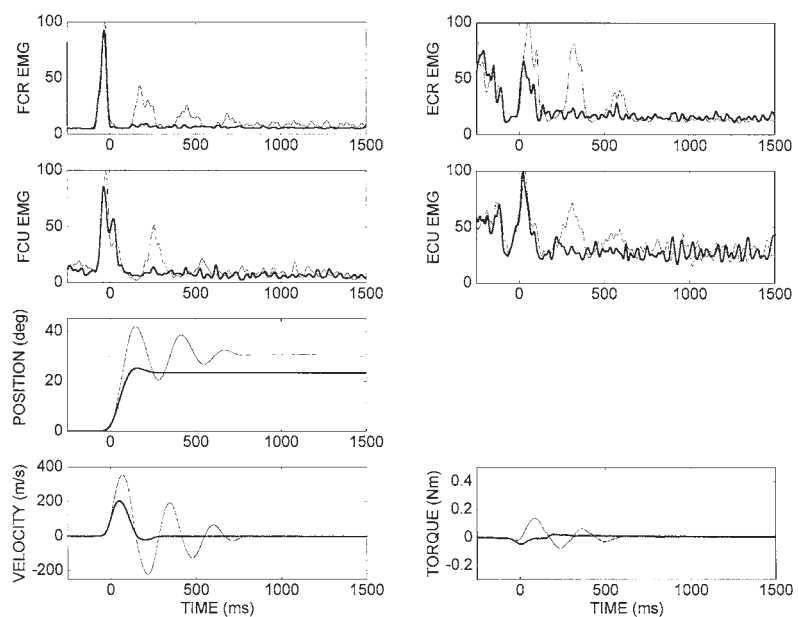 FCR EMG
100
50
0
0 500 1000 1500
ECR EMG
100
50
0
0 500 1000 1500
FCU EMG
100
50
0
0 500 1000 1500
ECU EMG
100
50
0
0 500 1000 1500
POSITION (deg)
40
20
0
0 500 1000 1500
VELOCITY (m/s)
400
200
0
-200
0 500 1000 1500
TIME (ms)
TORQUE (Nm)
0.4
0.2
0
-0.2
0 500 1000 1500
TIME (ms)